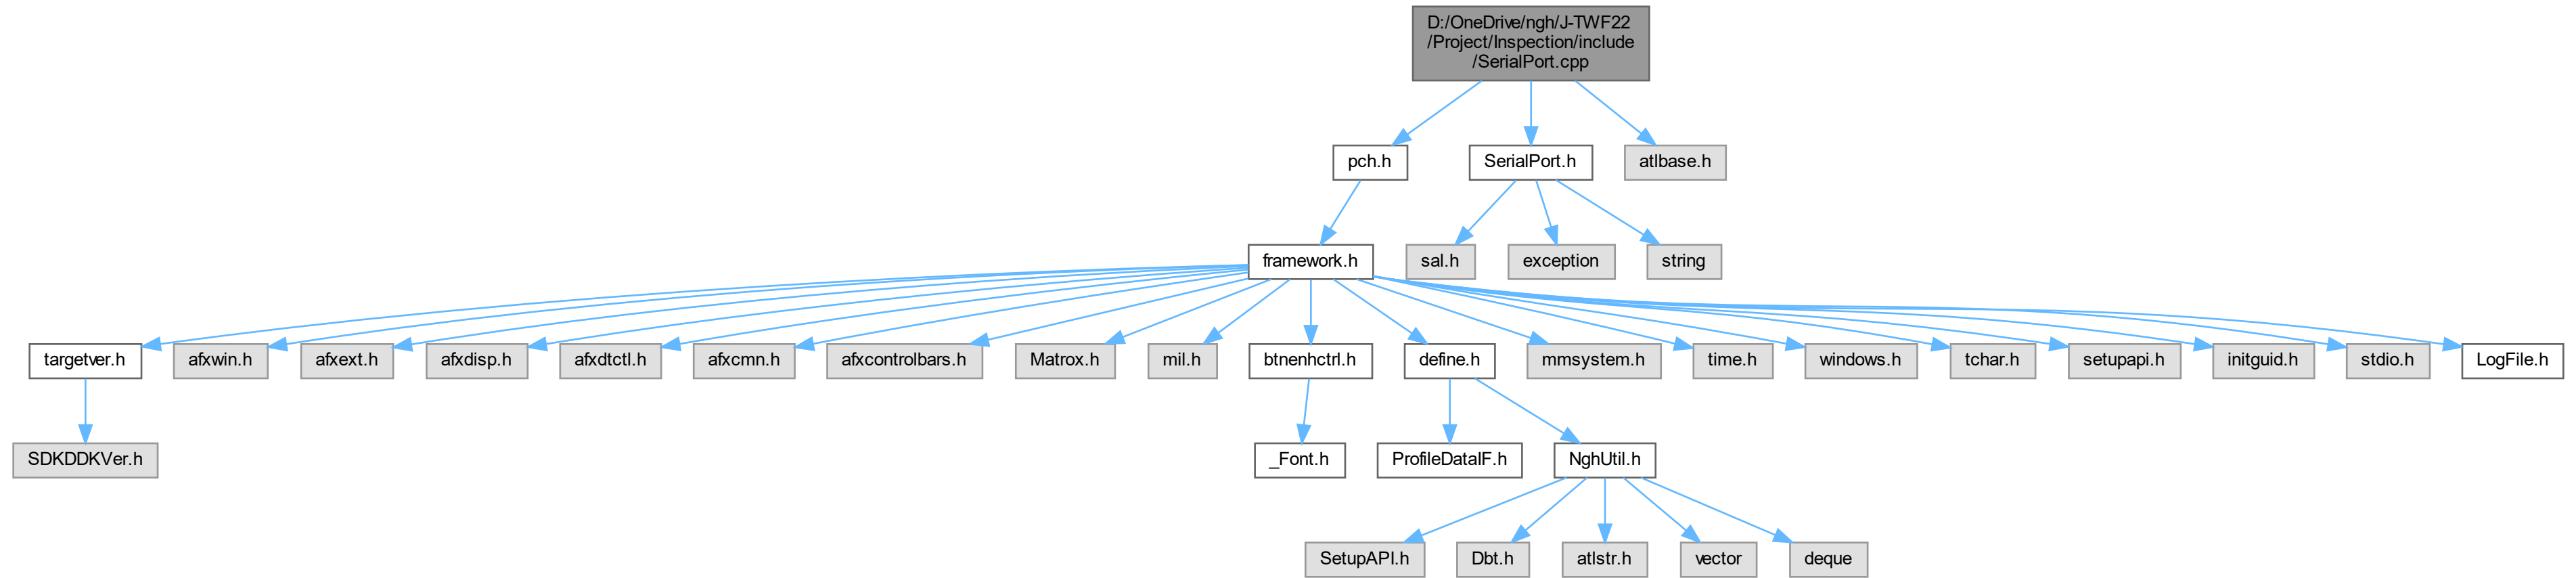 D:/OneDrive/ngh/J-TWF22
/Project/Inspection/include
/SerialPort.cpp
pch.h
SerialPort.h
atlbase.h
framework.h
sal.h
exception
string
targetver.h
afxwin.h
afxext.h
afxdisp.h
afxdtctl.h
afxcmn.h
afxcontrolbars.h
Matrox.h
mil.h
btnenhctrl.h
define.h
mmsystem.h
time.h
windows.h
tchar.h
setupapi.h
initguid.h
stdio.h
LogFile.h
SDKDDKVer.h
_Font.h
ProfileDataIF.h
NghUtil.h
SetupAPI.h
Dbt.h
atlstr.h
vector
deque